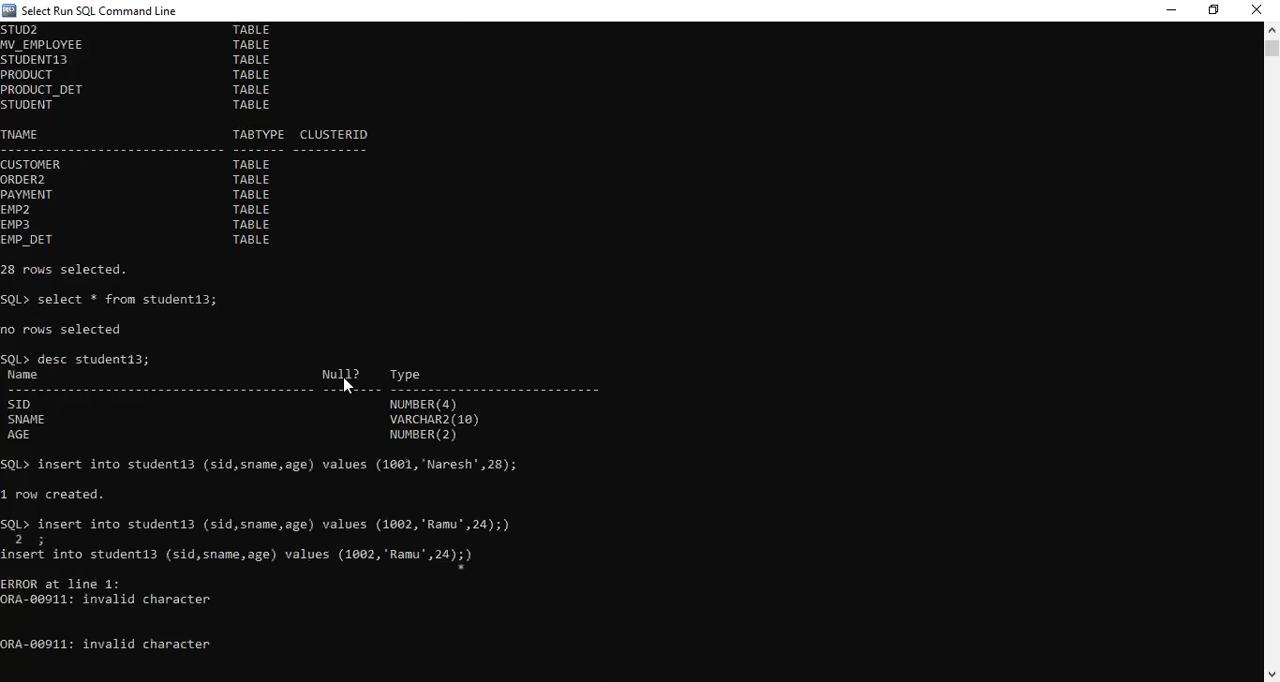 Select Run SQL Command Line
STUD2 TABLE
MV_EMPLOYEE TABLE
STUDENT13 TABLE
PRODUCT TABLE
PRODUCT_DET TABLE
STUDENT TABLE
TNAME TABTYPE CLUSTERID
------------------------------ ------- ----------
CUSTOMER TABLE
ORDER2 TABLE
PAYMENT TABLE
EMP2 TABLE
EMP3 TABLE
EMP_DET TABLE
28 rows selected.
SQL> select * from student13;
no rows selected
SQL> desc student13;
Name Null? Type
----------------------------------------- -------- ----------------------------
SID NUMBER(4)
SNAME VARCHAR2(10)
AGE NUMBER(2)
SQL> insert into student13 (sid,sname,age) values (1001,'Naresh',28);
1 row created.
SQL> insert into student13 (sid,sname,age) values (1002,'Ramu',24);)
2 ;
insert into student13 (sid,sname,age) values (1002,'Ramu',24);)
*
ERROR at line 1:
ORA-00911: invalid character
ORA-00911: invalid character